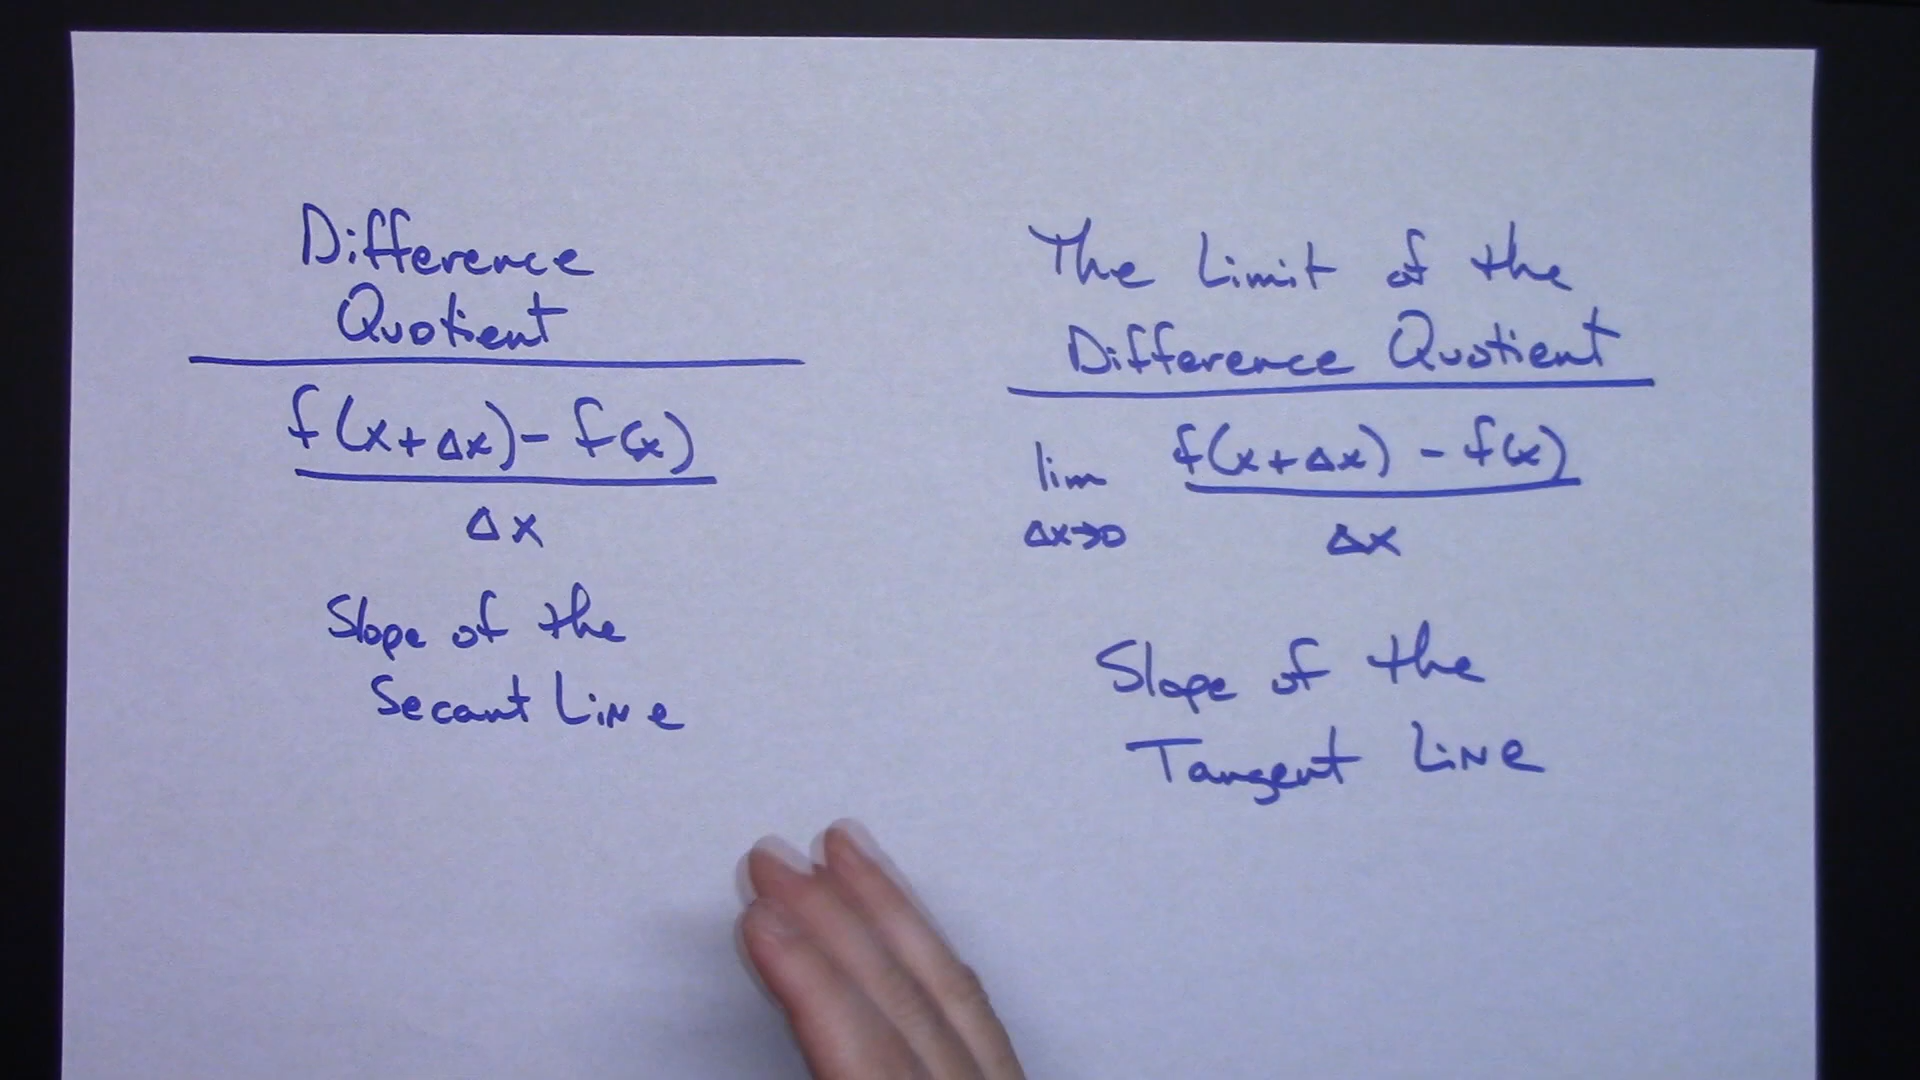 Difference
Quotient
f(x+Δx)-f(x)
Δx
Slope of the
Secant Line
The Limit of the
Difference Quotient
lim f(x+Δx) - f(x)
Δx→0 Δx
Slope of the
Tangent Line